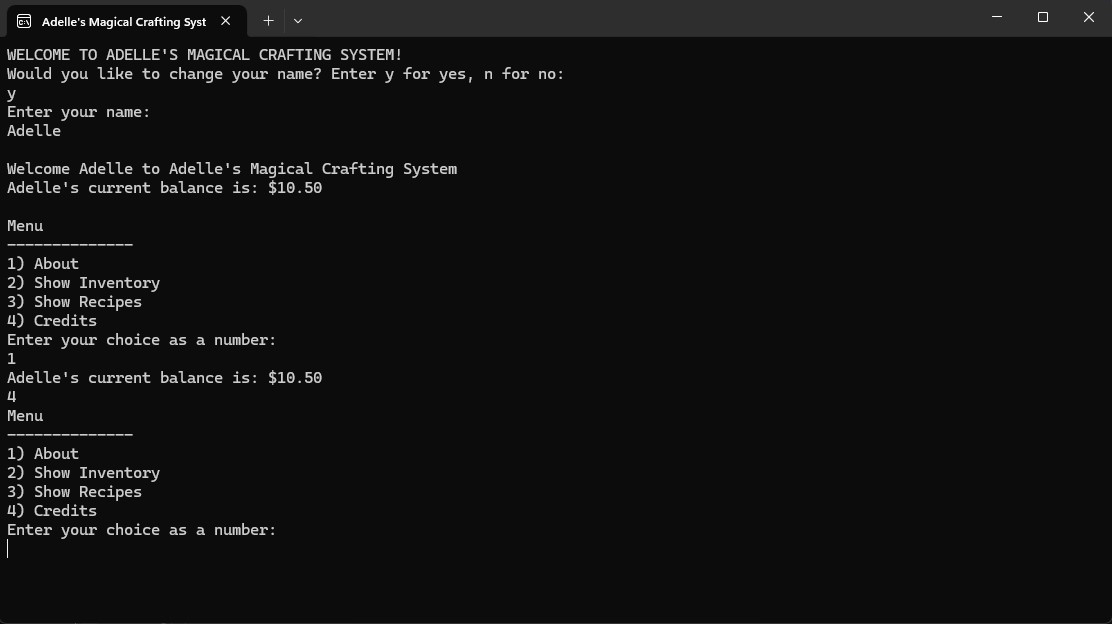 Adelle's Magical Crafting Syst
WELCOME TO ADELLE'S MAGICAL CRAFTING SYSTEM!
Would you like to change your name? Enter y for yes, n for no:
y
Enter your name:
Adelle
Welcome Adelle to Adelle's Magical Crafting System
Adelle's current balance is: $10.50
Menu
--------------
1) About
2) Show Inventory
3) Show Recipes
4) Credits
Enter your choice as a number:
1
Adelle's current balance is: $10.50
4
Menu
--------------
1) About
2) Show Inventory
3) Show Recipes
4) Credits
Enter your choice as a number: